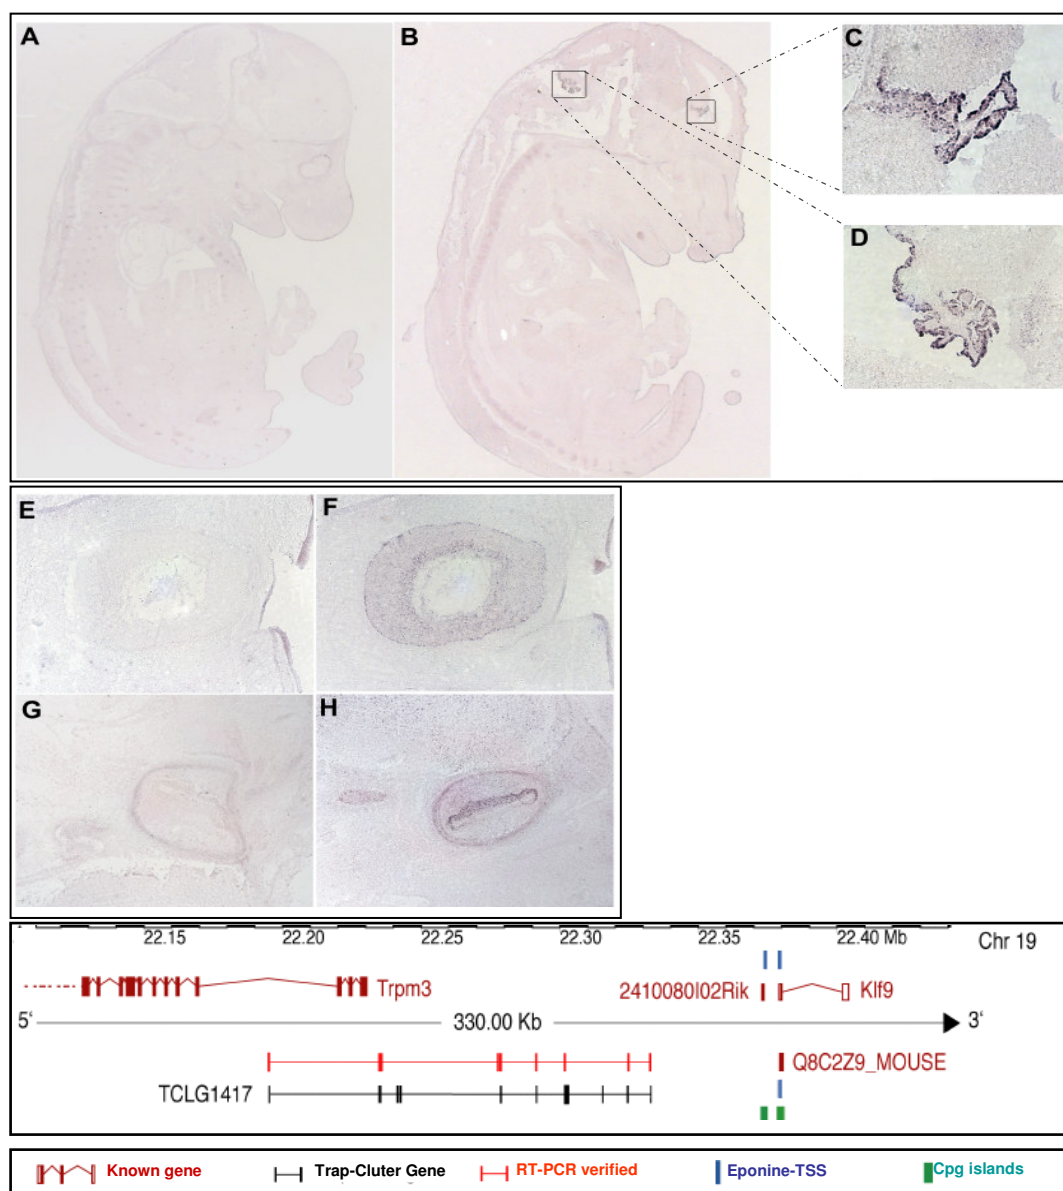 A
B
C
D
E
F
G
H
22.15
22.20
22.25
22.30
22.35
22.40 Mb
Chr 19
Trpm3
2410080I02Rik
Klf9
5'
330.00 Kb
3'
Q8C2Z9_MOUSE
TCLG1417
Known gene
Trap-Cluter Gene
RT-PCR verified
Eponine-TSS
Cpg islands